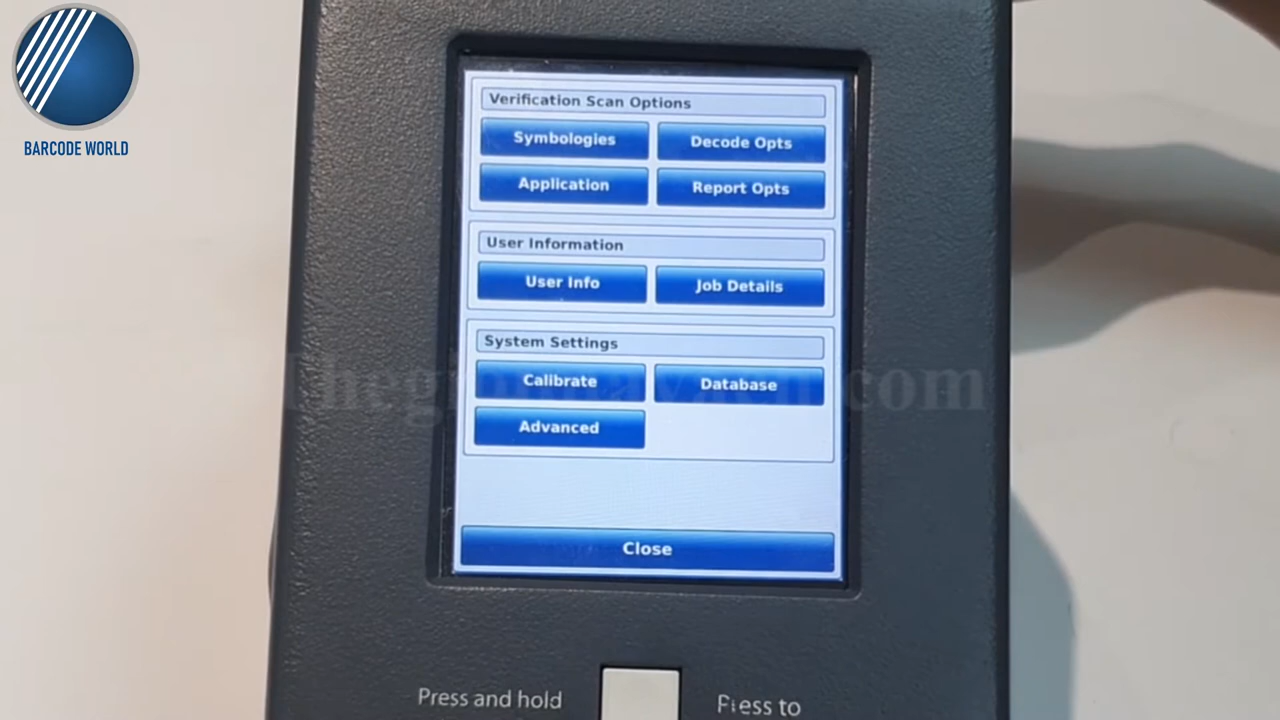 BARCODE WORLD
Verification Scan Options
Symbologies
Decode Opts
Application
Report Opts
User Information
User Info
Job Details
System Settings
Calibrate
Database
Advanced
Close
Press and hold
Press to